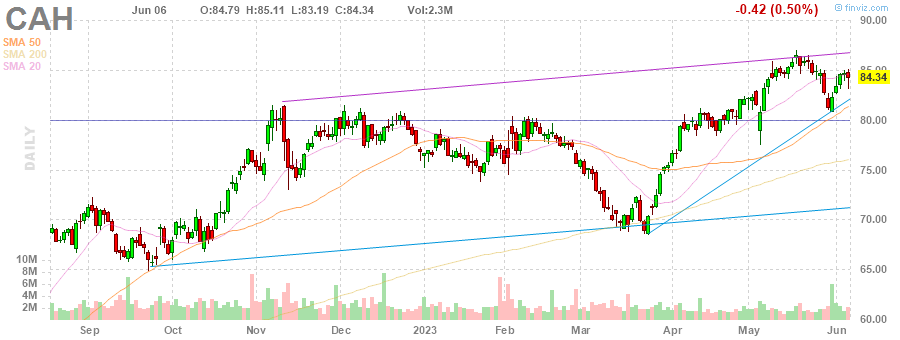 CAH Jun 06 O:84.79 H:85.11 L:83.19 C:84.34 Vol:2.3M -0.42 (0.50%) © finviz.com
SMA 50
SMA 200
SMA 20
DAILY
90.00
85.00
84.34
80.00
75.00
70.00
65.00
60.00
10M
8M
6M
4M
2M
Sep Oct Nov Dec 2023 Feb Mar Apr May Jun